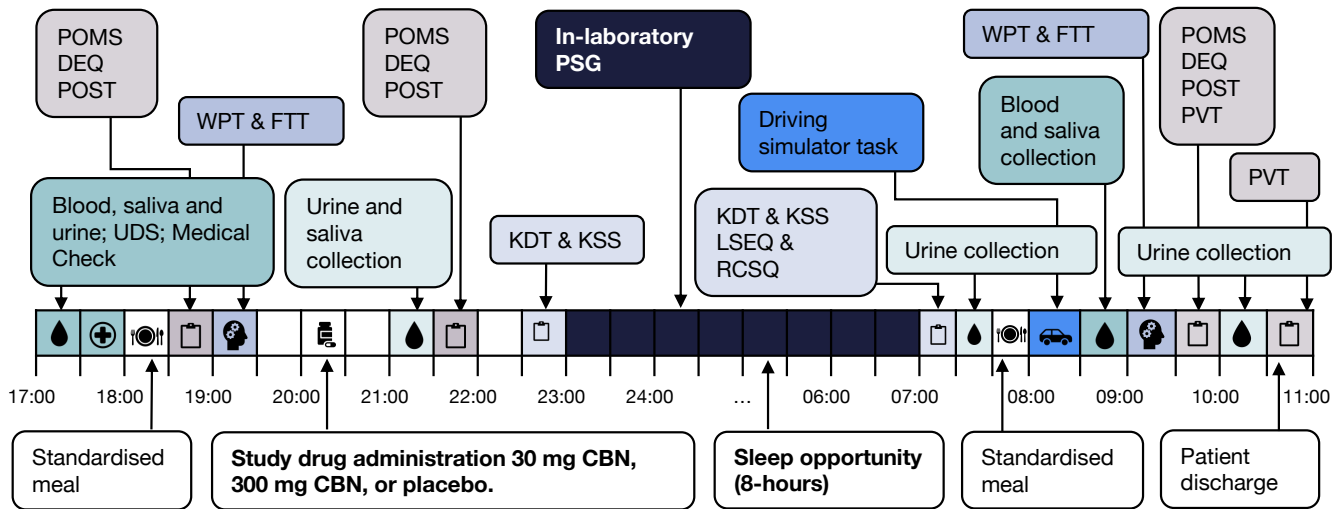 POMS
DEQ
POST
WPT & FTT
POMS
DEQ
POST
In-laboratory
PSG
Driving
simulator task
WPT & FTT
Blood
and saliva
collection
POMS
DEQ
POST
PVT
PVT
Blood, saliva and
urine; UDS; Medical
Check
Urine and
saliva
collection
KDT & KSS
KDT & KSS
LSEQ &
RCSQ
Urine collection
Urine collection
17:00
18:00
19:00
20:00
21:00
22:00
23:00
24:00
...
06:00
07:00
08:00
09:00
10:00
11:00
Standardised
meal
Study drug administration 30 mg CBN,
300 mg CBN, or placebo.
Sleep opportunity
(8-hours)
Standardised
meal
Patient
discharge